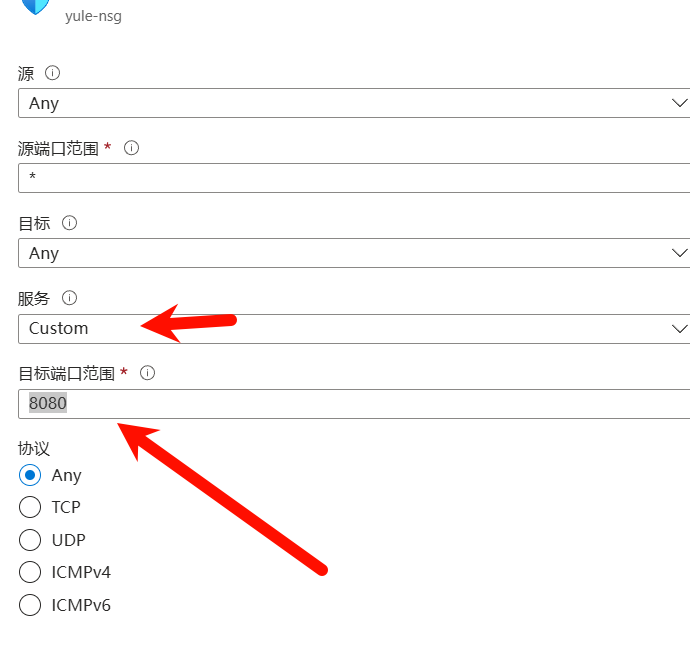 yule-nsg
源
Any
源端口范围 *
*
目标
Any
服务
Custom
目标端口范围 *
8080
协议
Any
TCP
UDP
ICMPv4
ICMPv6